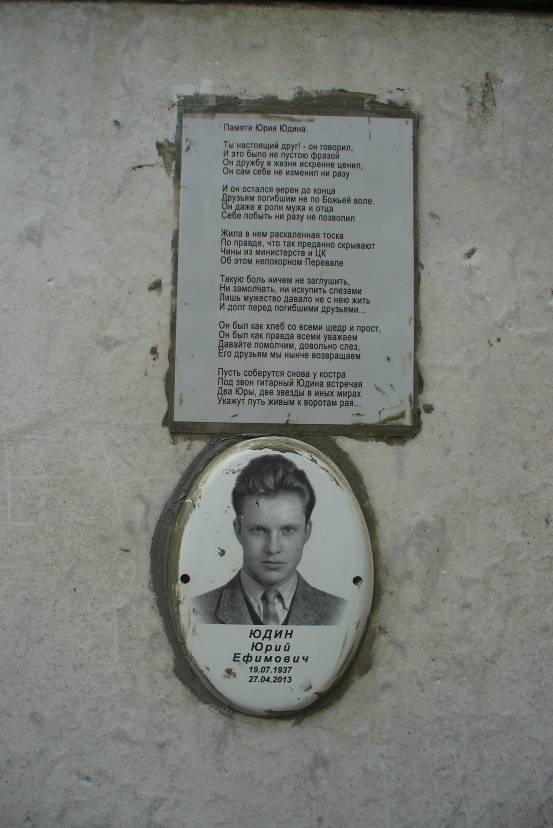 Памяти Юрия Юдина.
Ты настоящий друг! - он говорил,
И это было не пустою фразой
Он дружбу в жизни искренне ценил,
Он сам себе не изменил ни разу
И он остался верен до конца
Друзьям погибшим не по Божьей воле.
Он даже в роли мужа и отца
Себе побыть ни разу не позволил
Жила в нем раскаленная тоска
По правде, что так преданно скрывают
Чины из министерств и ЦК
Об этом непокорном Перевале
Такую боль ничем не заглушить,
Ни замолчать, ни искупить слезами
Лишь мужество давало не с нею жить
И долг перед погибшими друзьями...
Он был как хлеб со всеми щедр и прост,
Он был как правда всеми уважаем
Давайте помолчим, довольно слез,
Его друзьям мы нынче возвращаем
Пусть соберутся снова у костра
Под звон гитарный Юдина встречая
Два Юры, две звезды в иных мирах
Укажут путь живым к воротам рая...
ЮДИН
Юрий
Ефимович
19.07.1937
27.04.2013